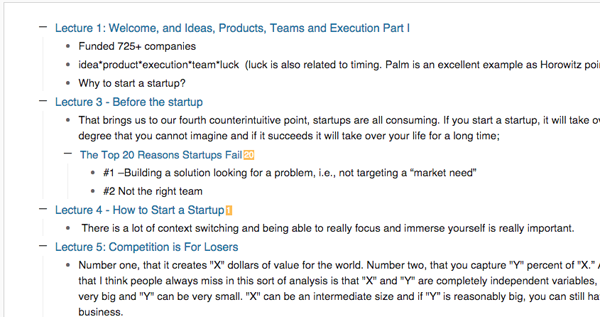 Lecture 1: Welcome, and Ideas, Products, Teams and Execution Part I
Funded 725+ companies
idea*product*execution*team*luck (luck is also related to timing. Palm is an excellent example as Horowitz
Why to start a startup?
Lecture 3 - Before the startup
That brings us to our fourth counterintuitive point, startups are all consuming. If you start a startup, it will take
degree that you cannot imagine and if it succeeds it will take over your life for a long time;
The Top 20 Reasons Startups Fail 20
#1 –Building a solution looking for a problem, i.e., not targeting a “market need”
#2 Not the right team
Lecture 4 - How to Start a Startup 1
There is a lot of context switching and being able to really focus and immerse yourself is really important.
Lecture 5: Competition is For Losers
Number one, that it creates "X" dollars of value for the world. Number two, that you capture "Y" percent of "X."
that I think people always miss in this sort of analysis is that "X" and "Y" are completely independent variables,
very big and "Y" can be very small. "X" can be an intermediate size and if "Y" is reasonably big, you can still
business.